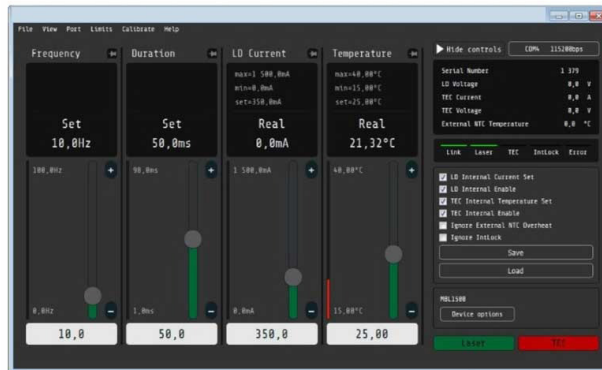 File View Port Limits Calibrate Help
Frequency
Set
10,0Hz
100,0Hz
0,0Hz
10,0
Duration
Set
50,0ms
90,0ms
1,0ms
50,0
LD Current
max=1 500,0mA
min=0,0mA
set=350,0mA
Real
0,0mA
1 500,0mA
0,0mA
350,0
Temperature
max=40,00°C
min=15,00°C
set=25,00°C
Real
21,32°C
40,00°C
15,00°C
25,00
Hide controls
115200bps
Serial Number 1 379
LD Voltage 0,0 V
TEC Current 0,0 A
TEC Voltage 0,0 V
External NTC Temperature 0,0 °C
Link Laser TEC IntLock Error
LD Internal Current Set
LD Internal Enable
TEC Internal Temperature Set
TEC Internal Enable
Ignore External NTC Overheat
Ignore IntLock
Save
Load
Device options
Laser TEC